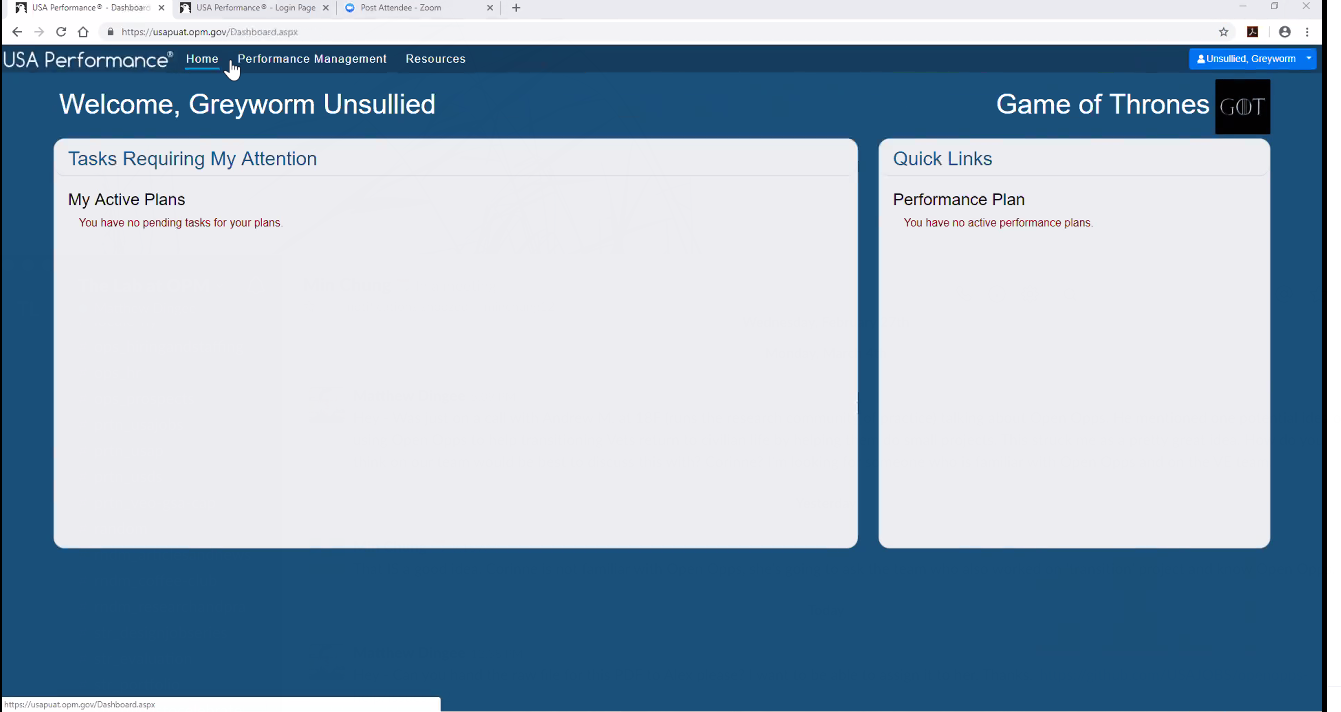 USA Performance® - Dashboard
USA Performance® - Login Page
Post Attendee - Zoom
https://usapuat.opm.gov/Dashboard.aspx
USA Performance®
Home
Performance Management
Resources
Unsullied, Greyworm
Welcome, Greyworm Unsullied
Game of Thrones
GOT
Tasks Requiring My Attention
Quick Links
My Active Plans
Performance Plan
You have no pending tasks for your plans.
You have no active performance plans.
https://usapuat.opm.gov/Dashboard.aspx